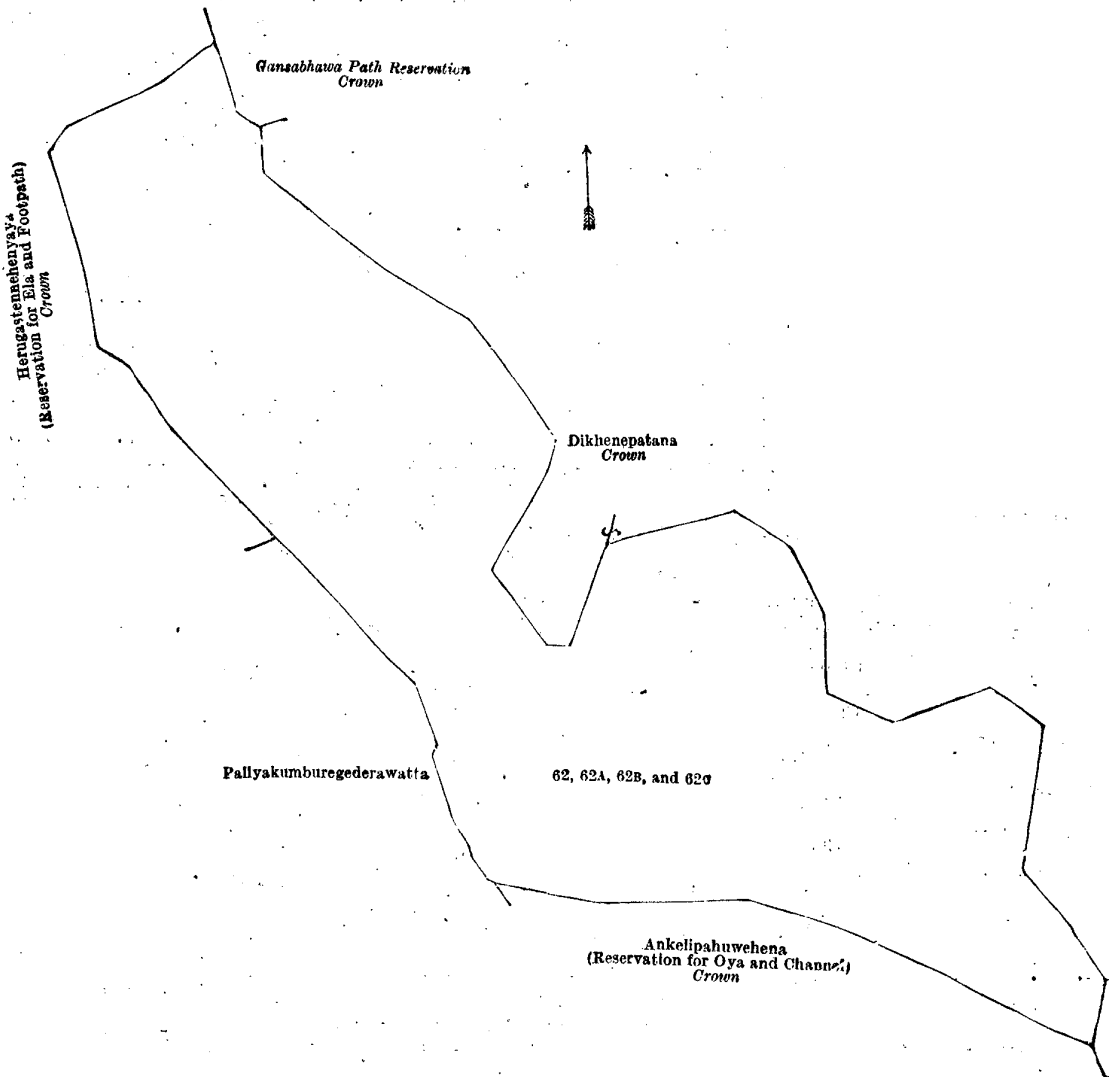 Gansabhawa Path Reservation
Crown
Herugastennehenyaya
(Reservation for Ela and Footpath)
Crown
Dikhenepatana
Crown
Pallyakumburegederawatta
62, 62A, 62B, and 62C
Ankelipahuwehena
(Reservation for Oya and Channel)
Crown